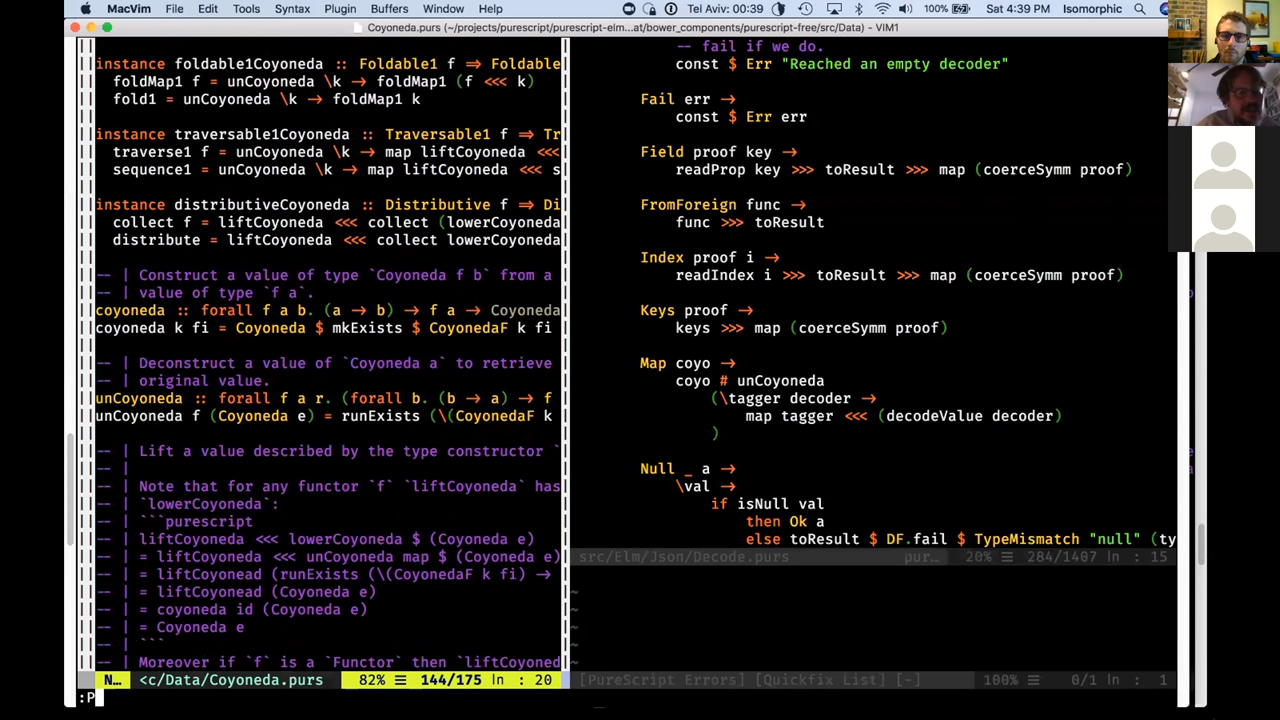 MacVim File Edit Tools Syntax Plugin Buffers Window Help
Tel Aviv: 00:39 100% Sat 4:39 PM Isomorphic
Coyoneda.purs (~/projects/purescript/purescript-elm...at/bower_components/purescript-free/src/Data) - VIM1
instance foldable1Coyoneda :: Foldable1 f ⇒ Foldable
foldMap1 f = unCoyoneda \k → foldMap1 (f <<< k)
fold1 = unCoyoneda \k → foldMap1 k
instance traversable1Coyoneda :: Traversable1 f ⇒ Tr
traverse1 f = unCoyoneda \k → map liftCoyoneda <<<
sequence1 = unCoyoneda \k → map liftCoyoneda <<< s
instance distributiveCoyoneda :: Distributive f ⇒ Di
collect f = liftCoyoneda <<< collect (lowerCoyoneda
distribute = liftCoyoneda <<< collect lowerCoyoneda
-- | Construct a value of type `Coyoneda f b` from a
-- | value of type `f a`.
coyoneda :: forall f a b. (a → b) → f a → Coyoneda
coyoneda k fi = Coyoneda $ mkExists $ CoyonedaF k fi
-- | Deconstruct a value of `Coyoneda a` to retrieve
-- | original value.
unCoyoneda :: forall f a r. (forall b. (b → a) → f
unCoyoneda f (Coyoneda e) = runExists (\(CoyonedaF k
-- | Lift a value described by the type constructor `
-- |
-- | Note that for any functor `f` `liftCoyoneda` has
-- | `lowerCoyoneda`:
-- | ```purescript
-- | liftCoyoneda <<< lowerCoyoneda $ (Coyoneda e)
-- | = liftCoyoneda <<< unCoyoneda map $ (Coyoneda e)
-- | = liftCoyonead (runExists (\(CoyonedaF k fi) →
-- | = liftCoyonead (Coyoneda e)
-- | = coyoneda id (Coyoneda e)
-- | = Coyoneda e
-- | ```
-- | Moreover if `f` is a `Functor` then `liftCoyoned
N… <c/Data/Coyoneda.purs 82% ☰ 144/175 ln : 20
:P
-- fail if we do.
const $ Err "Reached an empty decoder"
Fail err →
const $ Err err
Field proof key →
readProp key >>> toResult >>> map (coerceSymm proof)
FromForeign func →
func >>> toResult
Index proof i →
readIndex i >>> toResult >>> map (coerceSymm proof)
Keys proof →
keys >>> map (coerceSymm proof)
Map coyo →
coyo # unCoyoneda
(\tagger decoder →
map tagger <<< (decodeValue decoder)
)
Null _ a →
\val →
if isNull val
then Ok a
else toResult $ DF.fail $ TypeMismatch "null" (ty
src/Elm/Json/Decode.purs pur… 20% ☰ 284/1407 ln : 15
~
~
~
~
~
[PureScript Errors] [Quickfix List] [-] 100% ☰ 0/1 ln : 1